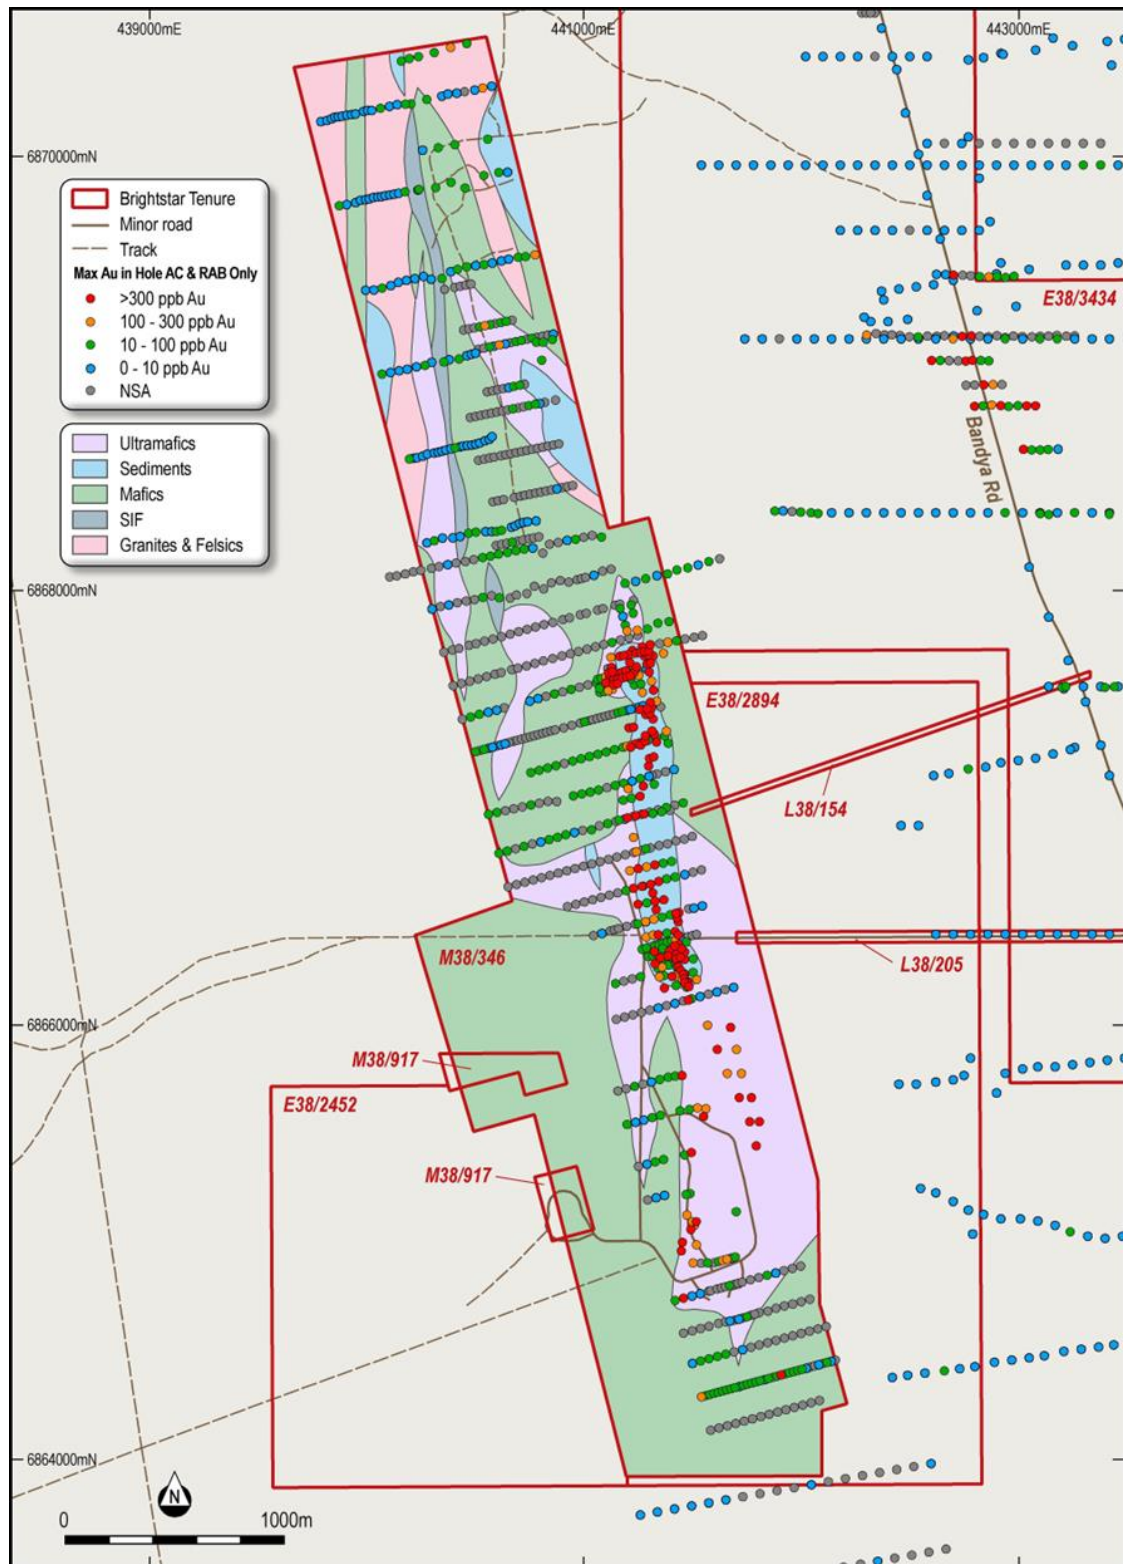 439000mE
441000mE
443000mE
6870000mN
Brightstar Tenure
Minor road
Track
Max Au in Hole AC & RAB Only
>300 ppb Au
100 - 300 ppb Au
10 - 100 ppb Au
0 - 10 ppb Au
NSA
E38/3434
Ultramafics
Sediments
Mafics
SIF
Granites & Felsics
Bandya Rd
6868000mN
E38/2894
L38/154
M38/346
L38/205
6866000mN
M38/917
E38/2452
M38/917
6864000mN
N
0
1000m